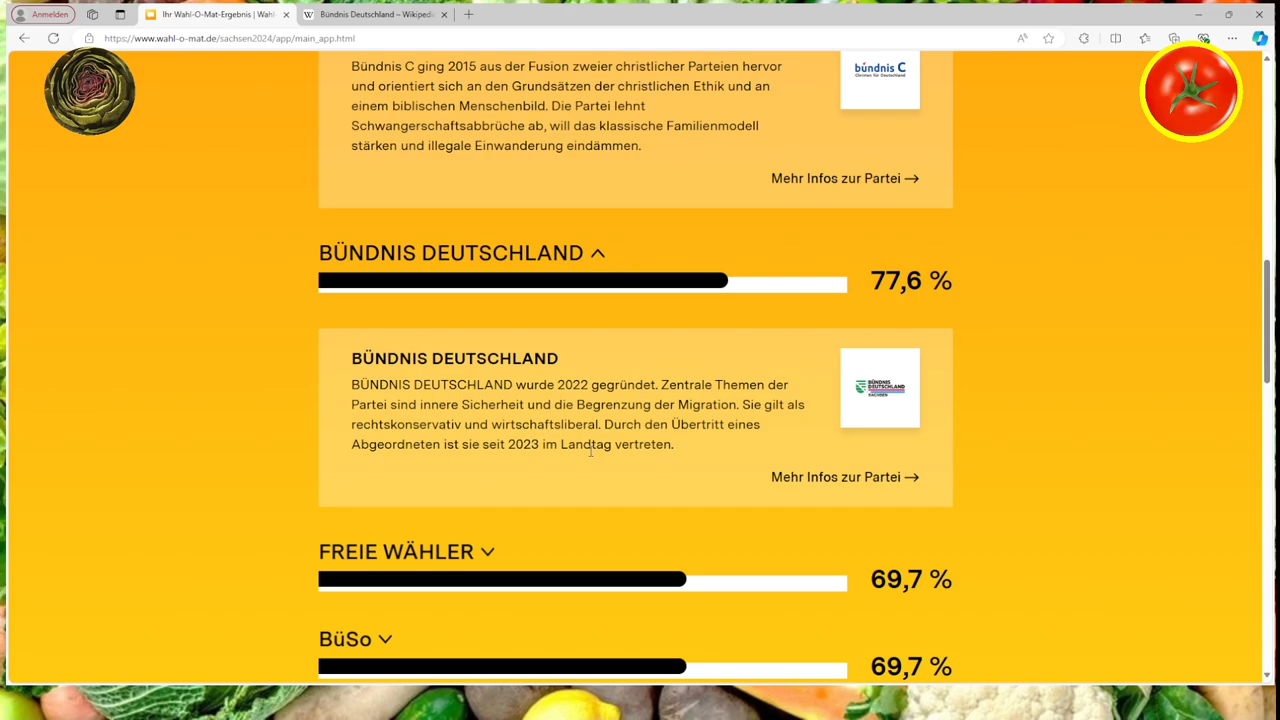 Anmelden
Ihr Wahl-O-Mat-Ergebnis | Wahl-
Bündnis Deutschland – Wikipedi
https://www.wahl-o-mat.de/sachsen2024/app/main_app.html
Bündnis C ging 2015 aus der Fusion zweier christlicher Parteien hervor
und orientiert sich an den Grundsätzen der christlichen Ethik und an
einem biblischen Menschenbild. Die Partei lehnt
Schwangerschaftsabbrüche ab, will das klassische Familienmodell
stärken und illegale Einwanderung eindämmen.
bündnis C
Christen für Deutschland
Mehr Infos zur Partei →
BÜNDNIS DEUTSCHLAND
77,6 %
BÜNDNIS DEUTSCHLAND
BÜNDNIS DEUTSCHLAND wurde 2022 gegründet. Zentrale Themen der
Partei sind innere Sicherheit und die Begrenzung der Migration. Sie gilt als
rechtskonservativ und wirtschaftsliberal. Durch den Übertritt eines
Abgeordneten ist sie seit 2023 im Landtag vertreten.
BÜNDNIS
DEUTSCHLAND
SACHSEN
Mehr Infos zur Partei →
FREIE WÄHLER
69,7 %
BüSo
69,7 %